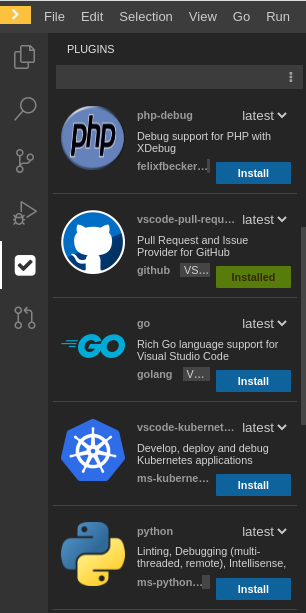 File Edit Selection View Go Run
PLUGINS
php-debug latest
php
Debug support for PHP with
XDebug
felixfbecker... Install
vscode-pull-requ... latest
Pull Request and Issue
Provider for GitHub
github VS... Installed
go latest
GO
Rich Go language support for
Visual Studio Code
golang V... Install
vscode-kubernet... latest
Develop, deploy and debug
Kubernetes applications
ms-kuberne... Install
python latest
Linting, Debugging (multi-
threaded, remote), Intellisense,
ms-python... Install